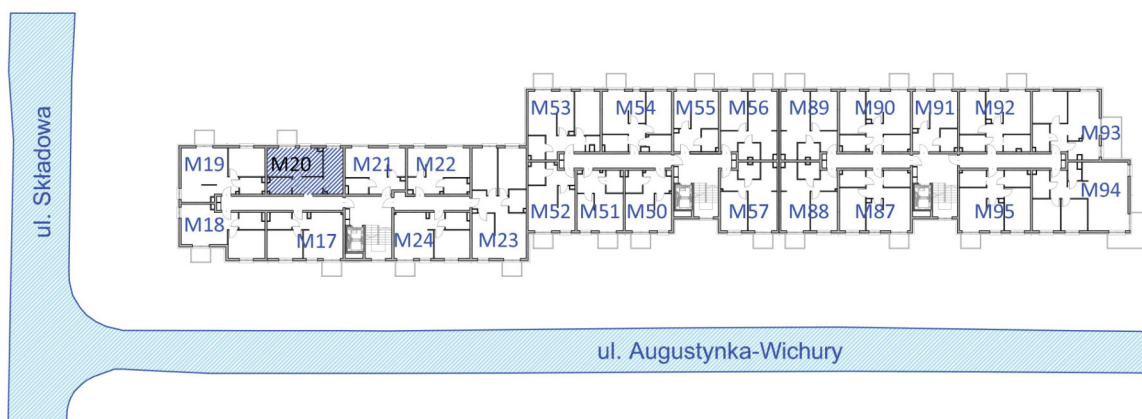 ul. Składowa
M53
M54
M55
M56
M89
M90
M91
M92
M93
M19
M20
M21
M22
M94
M18
M17
M24
M23
M52
M51
M50
M57
M88
M87
M95
ul. Augustynka-Wichury